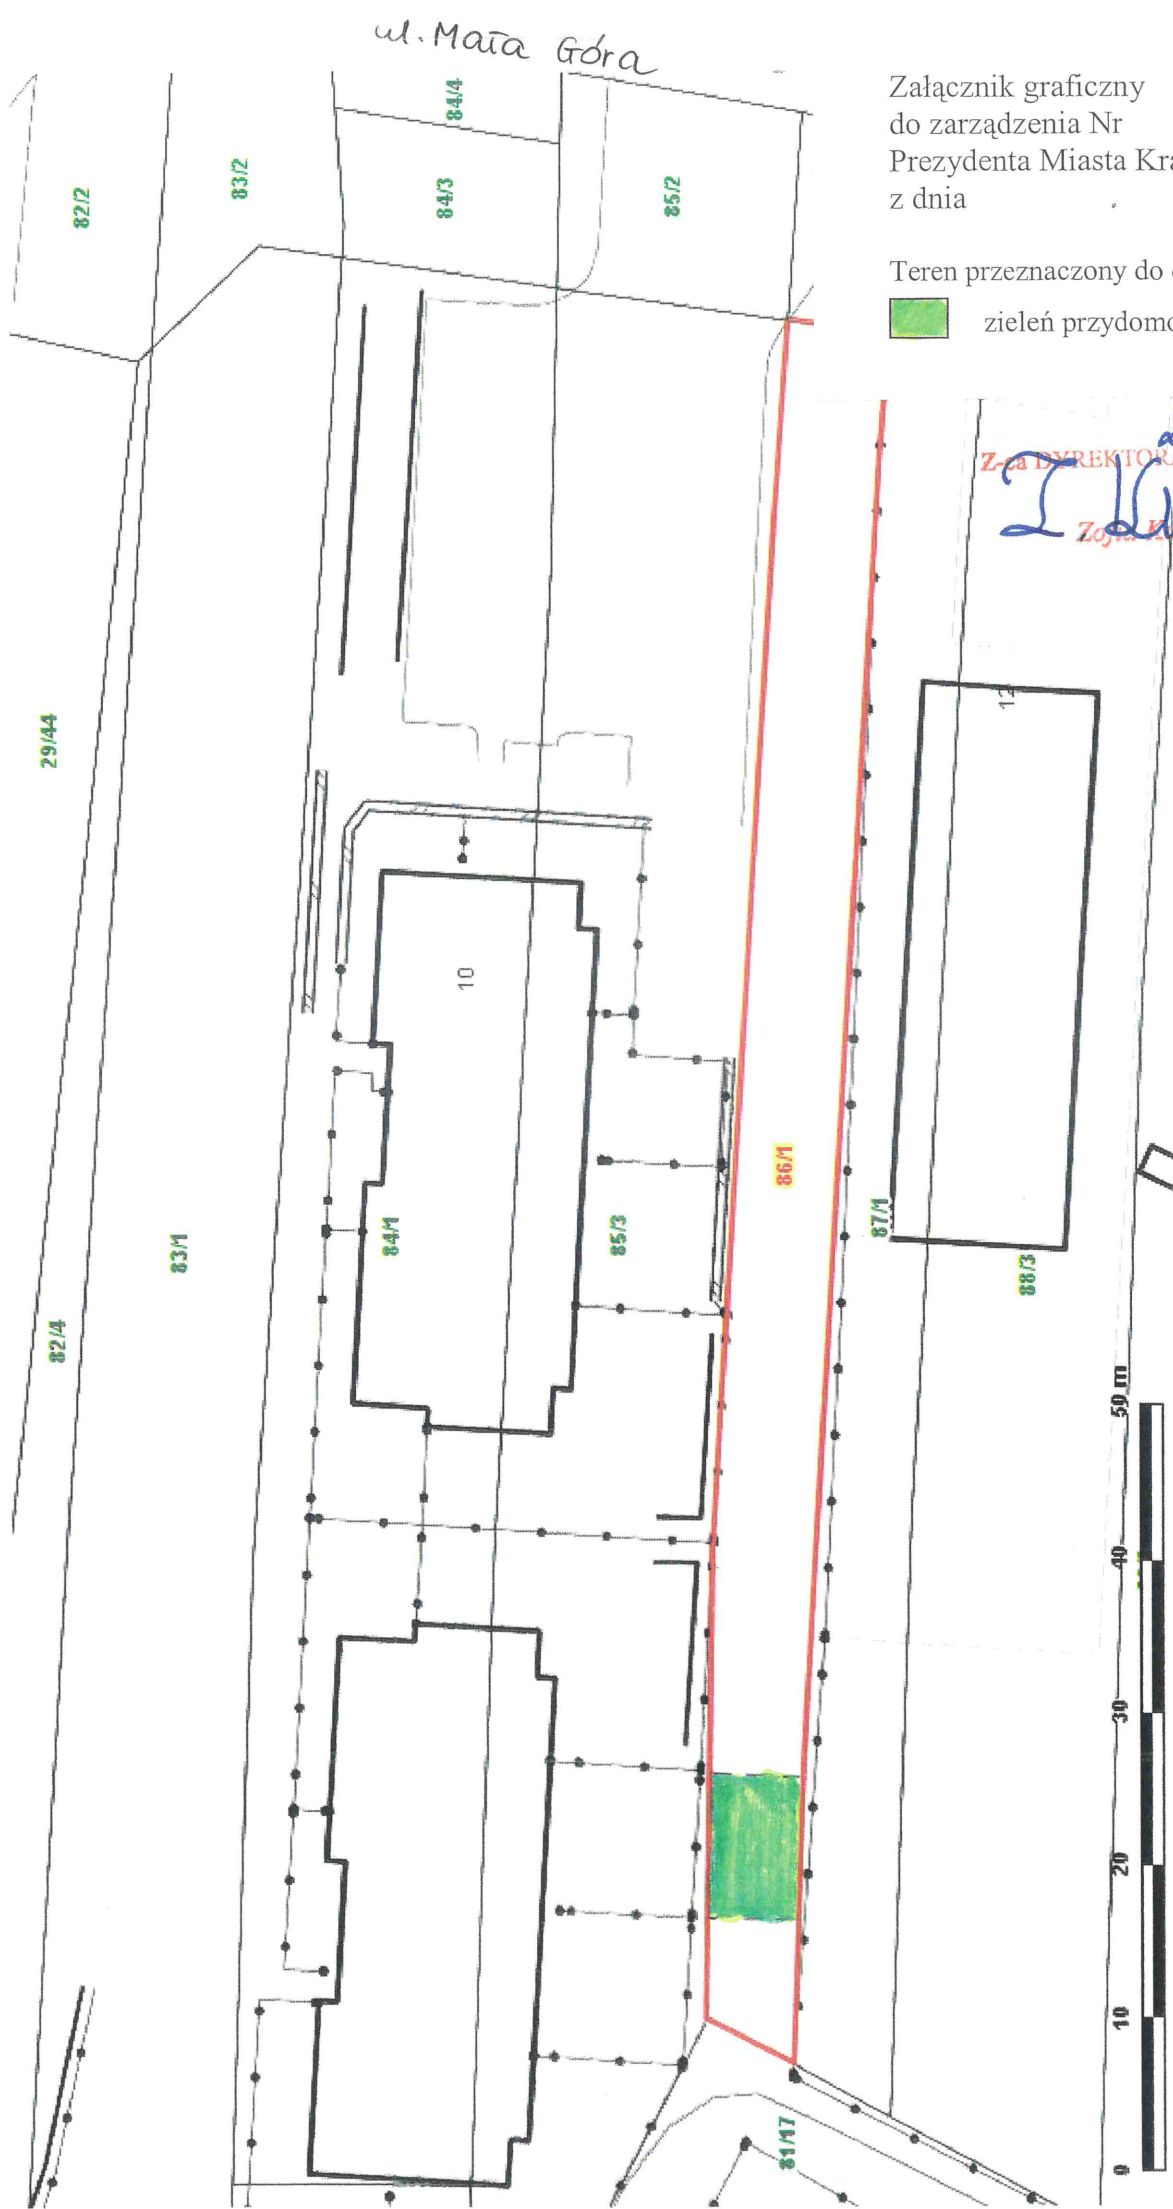 ul. Mała Góra
Załącznik graficzny
do zarządzenia Nr
Prezydenta Miasta Kra
z dnia
Teren przeznaczony do
zieleń przydomo
Z-ca DYREKTORA
Zofia
84/4
82/2
83/2
84/3
85/2
29/44
12
10
86/1
87/1
83/1
84/1
85/3
88/3
82/4
50 m
40
30
20
10
0
81/17